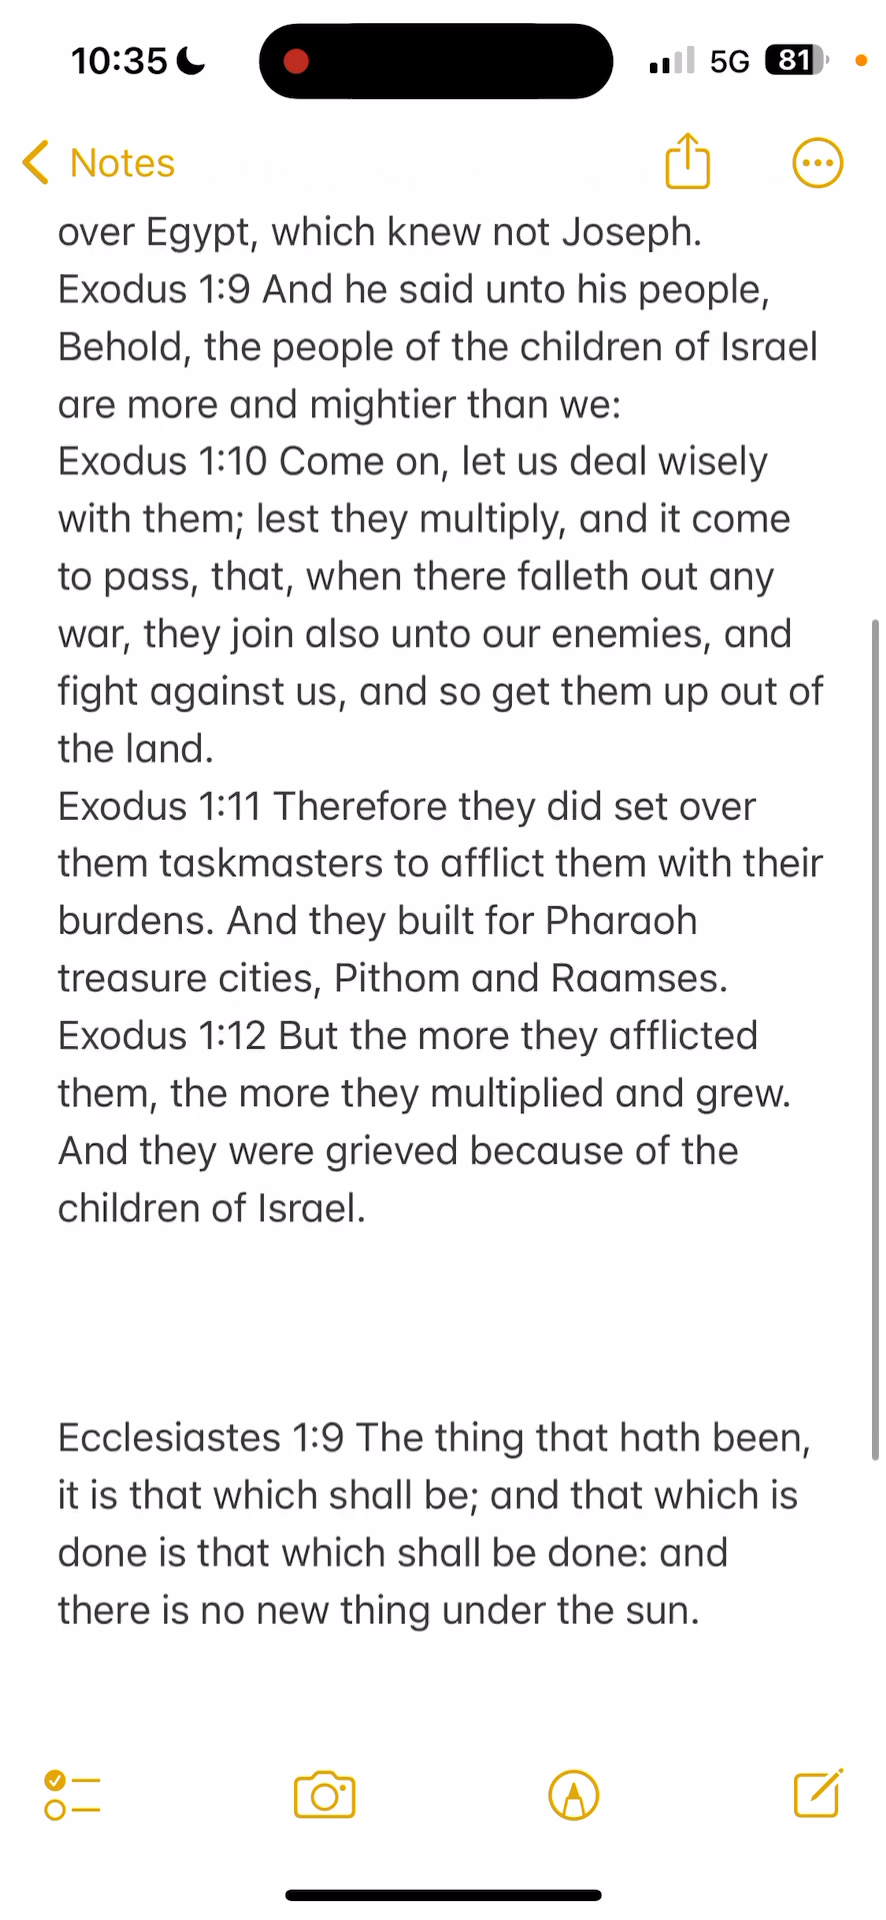 10:35
5G
81
Notes
over Egypt, which knew not Joseph.
Exodus 1:9 And he said unto his people,
Behold, the people of the children of Israel
are more and mightier than we:
Exodus 1:10 Come on, let us deal wisely
with them; lest they multiply, and it come
to pass, that, when there falleth out any
war, they join also unto our enemies, and
fight against us, and so get them up out of
the land.
Exodus 1:11 Therefore they did set over
them taskmasters to afflict them with their
burdens. And they built for Pharaoh
treasure cities, Pithom and Raamses.
Exodus 1:12 But the more they afflicted
them, the more they multiplied and grew.
And they were grieved because of the
children of Israel.
Ecclesiastes 1:9 The thing that hath been,
it is that which shall be; and that which is
done is that which shall be done: and
there is no new thing under the sun.